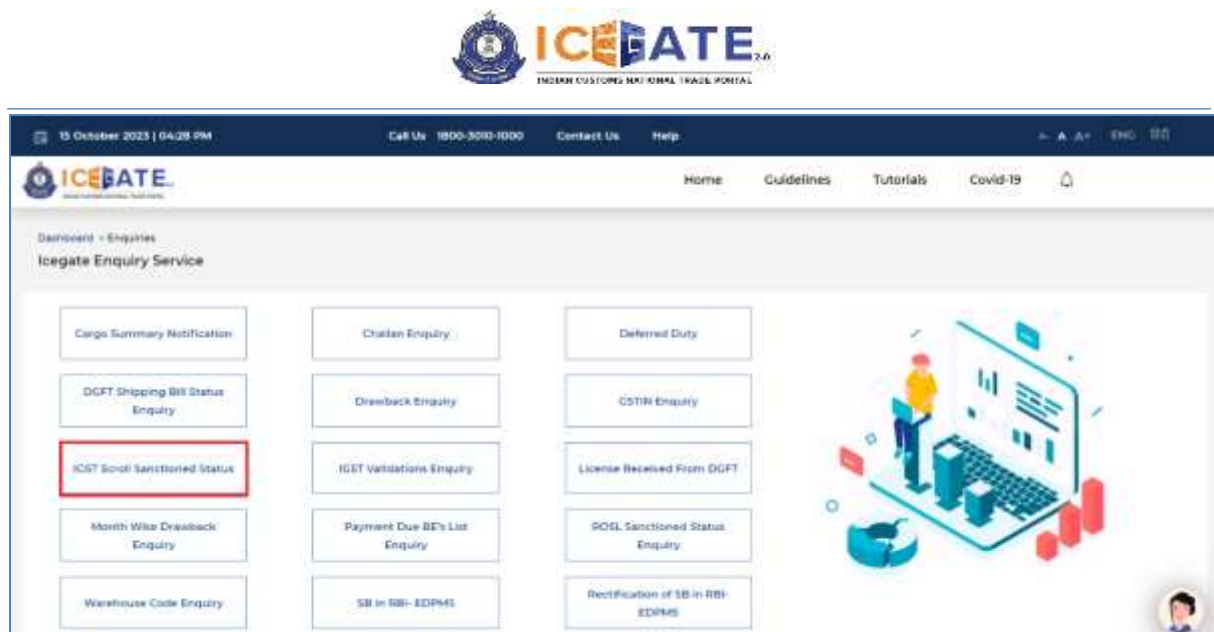 ICEGATE 2.0
INDIAN CUSTOMS NATIONAL TRADE PORTAL
15 October 2023 | 04:28 PM
Call Us 1800-3010-1000
Contact Us
Help
A- A A+
ENG
हिंदी
ICEGATE
Home
Guidelines
Tutorials
Covid-19
Dashboard > Enquiries
Icegate Enquiry Service
Cargo Summary Notification
Challan Enquiry
Deferred Duty
DGFT Shipping Bill Status
Enquiry
Drawback Enquiry
GSTIN Enquiry
IGST Scroll Sanctioned Status
IGST Validations Enquiry
License Received From DGFT
Month Wise Drawback
Enquiry
Payment Due BE's List
Enquiry
ROSL Sanctioned Status
Enquiry
Warehouse Code Enquiry
SB in RBI- EDPMS
Rectification of SB in RBI-
EDPMS